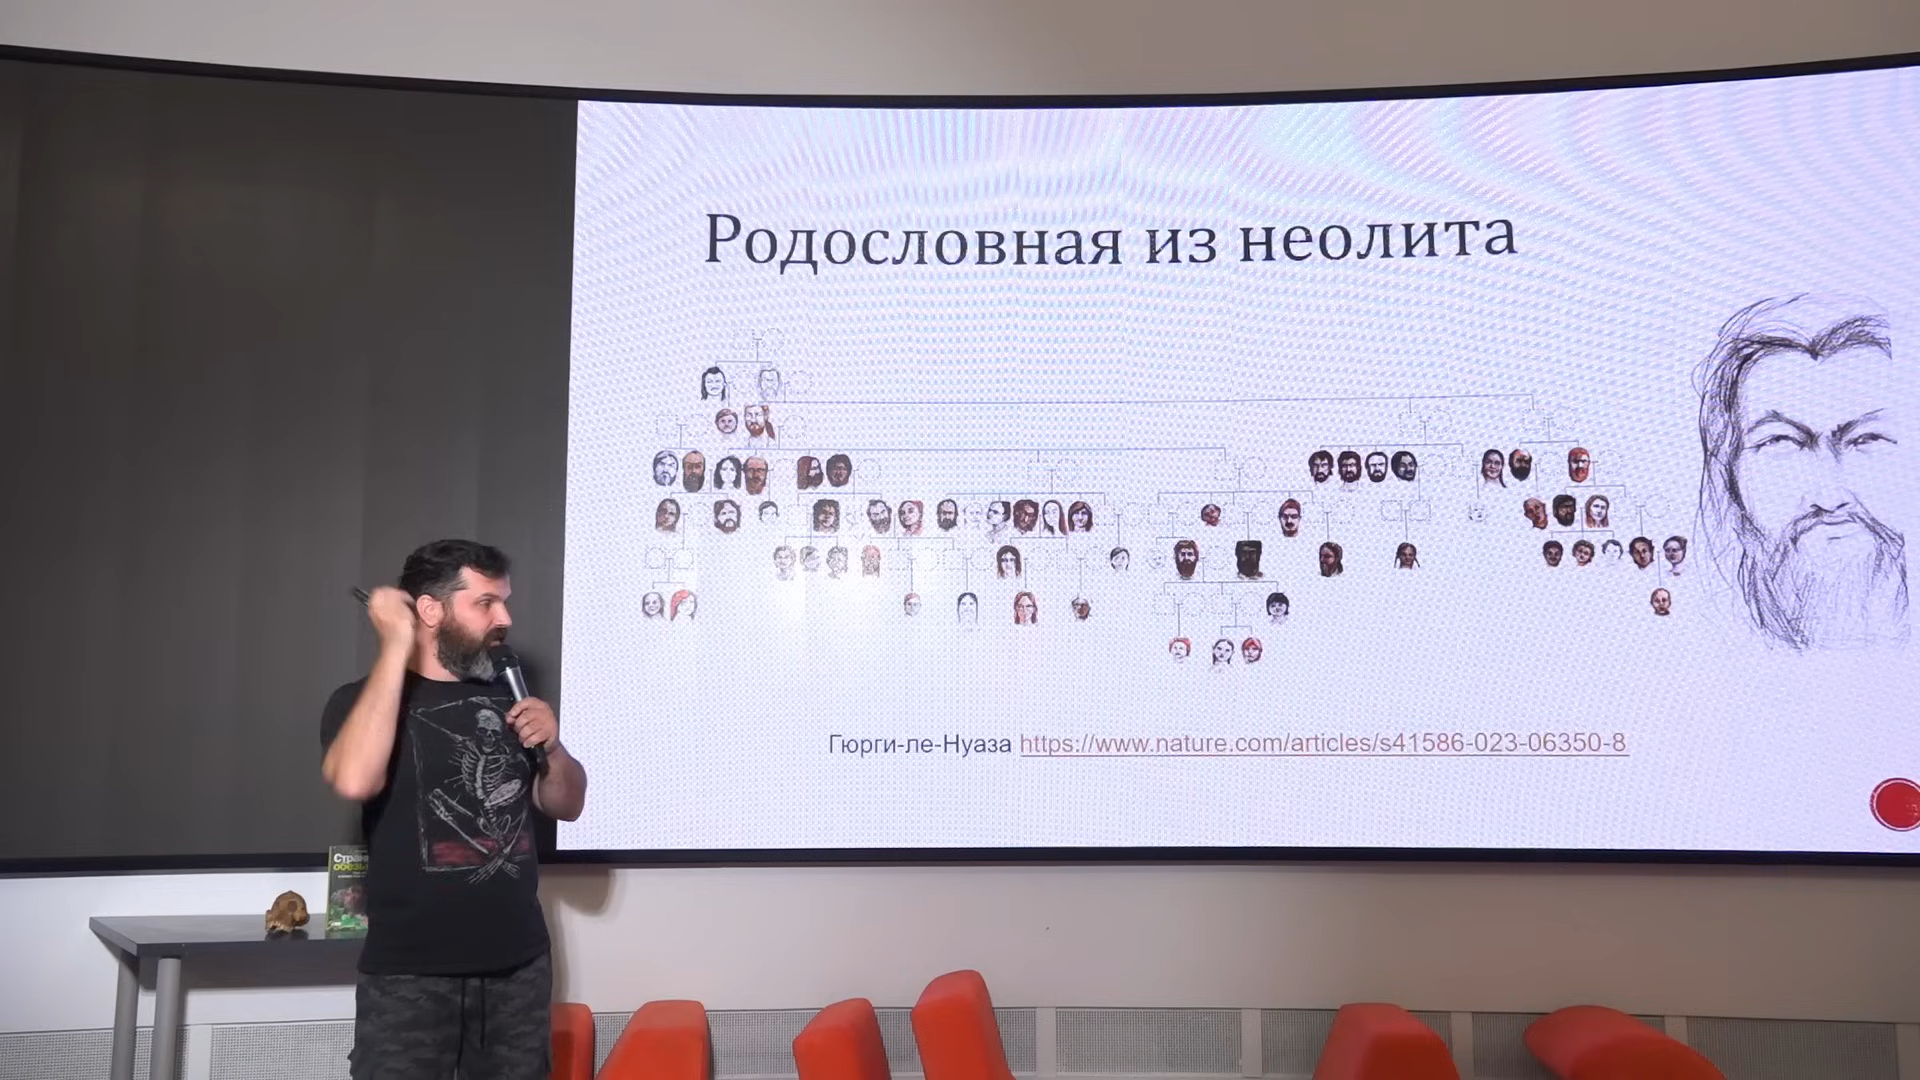 Родословная из неолита
Гюрги-ле-Нуаза https://www.nature.com/articles/s41586-023-06350-8